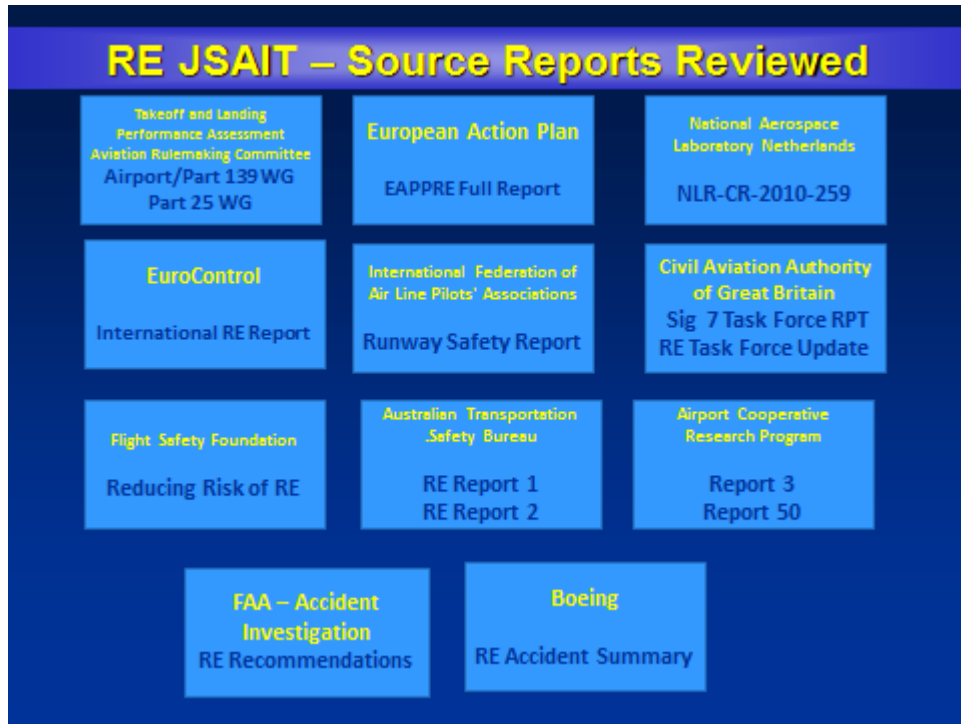 RE JSAIT – Source Reports Reviewed
Takeoff and Landing
Performance Assessment
Aviation Rulemaking Committee
Airport/Part 139 WG
Part 25 WG
European Action Plan
EAPPRE Full Report
National Aerospace
Laboratory Netherlands
NLR-CR-2010-259
EuroControl
International RE Report
International Federation of
Air Line Pilots' Associations
Runway Safety Report
Civil Aviation Authority
of Great Britain
Sig 7 Task Force RPT
RE Task Force Update
Flight Safety Foundation
Reducing Risk of RE
Australian Transportation
.Safety Bureau
RE Report 1
RE Report 2
Airport Cooperative
Research Program
Report 3
Report 50
FAA – Accident
Investigation
RE Recommendations
Boeing
RE Accident Summary